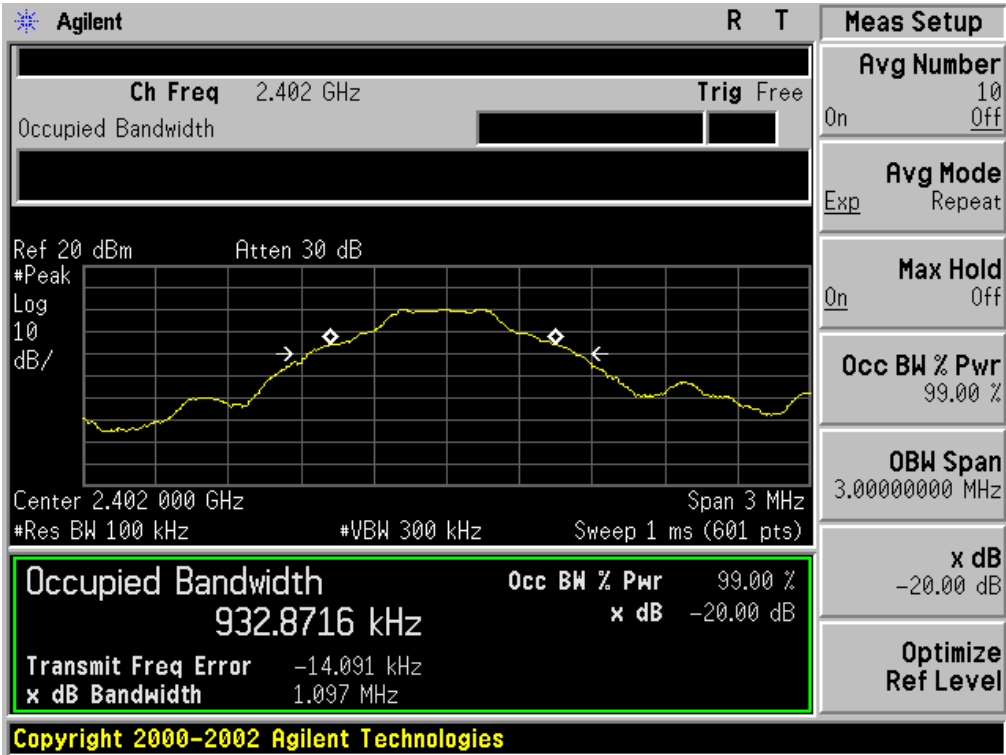 Agilent R T
Ch Freq 2.402 GHz Trig Free
Occupied Bandwidth
Ref 20 dBm Atten 30 dB
#Peak
Log
10
dB/
Center 2.402 000 GHz Span 3 MHz
#Res BW 100 kHz #VBW 300 kHz Sweep 1 ms (601 pts)
Occupied Bandwidth
932.8716 kHz
Occ BW % Pwr 99.00 %
x dB -20.00 dB
Transmit Freq Error -14.091 kHz
x dB Bandwidth 1.097 MHz
Copyright 2000-2002 Agilent Technologies
Meas Setup
Avg Number
10
On Off
Avg Mode
Exp Repeat
Max Hold
On Off
Occ BW % Pwr
99.00 %
OBW Span
3.00000000 MHz
x dB
-20.00 dB
Optimize
Ref Level